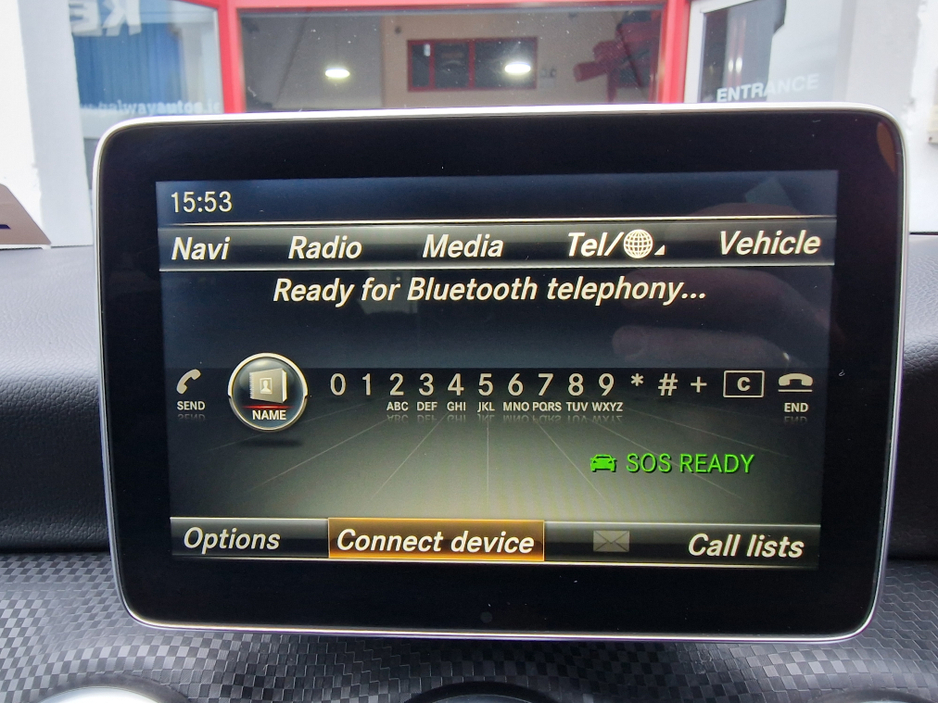 ENTRANCE
15:53
Navi Radio Media Tel/ Vehicle
Ready for Bluetooth telephony...
0 1 2 3 4 5 6 7 8 9 * # + C
SEND NAME ABC DEF GHI JKL MNO PQRS TUV WXYZ END
SOS READY
Options Connect device Call lists